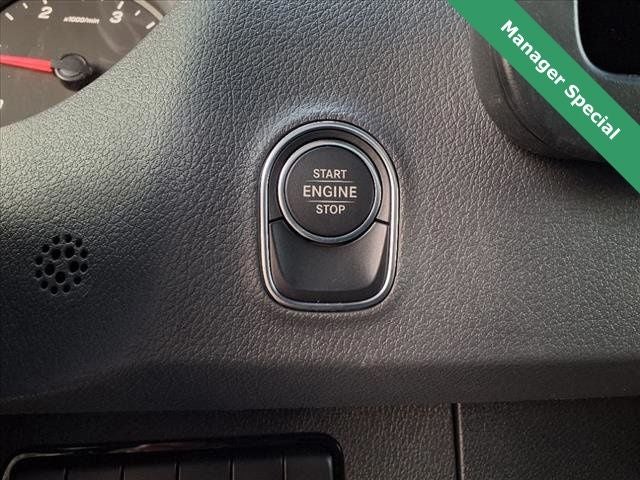 2 3
x1000/min
START
ENGINE
STOP
Manager Special